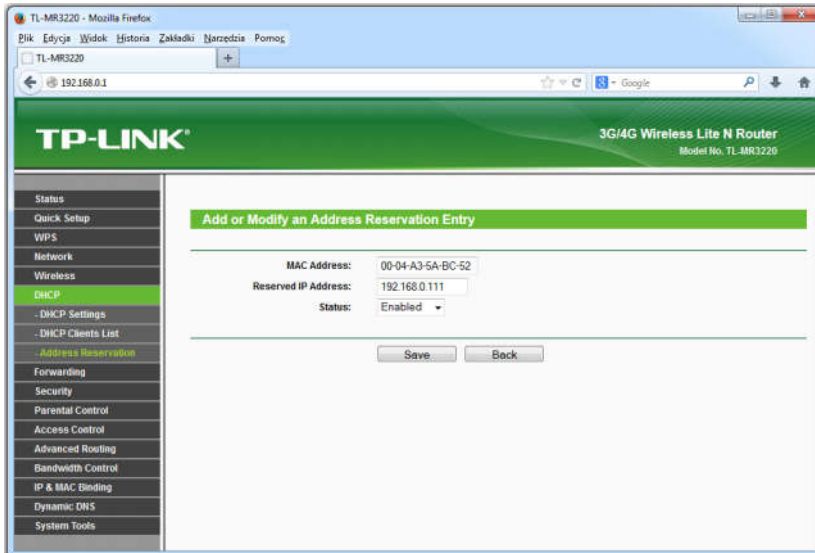 TL-MR3220 - Mozilla Firefox
Plik Edycja Widok Historia Zakładki Narzędzia Pomoc
TL-MR3220 +
192.168.0.1
Google
TP-LINK®
3G/4G Wireless Lite N Router
Model No. TL-MR3220
Status
Quick Setup
WPS
Network
Wireless
DHCP
- DHCP Settings
- DHCP Clients List
- Address Reservation
Forwarding
Security
Parental Control
Access Control
Advanced Routing
Bandwidth Control
IP & MAC Binding
Dynamic DNS
System Tools
Add or Modify an Address Reservation Entry
MAC Address: 00-04-A3-5A-BC-52
Reserved IP Address: 192.168.0.111
Status: Enabled
Save Back